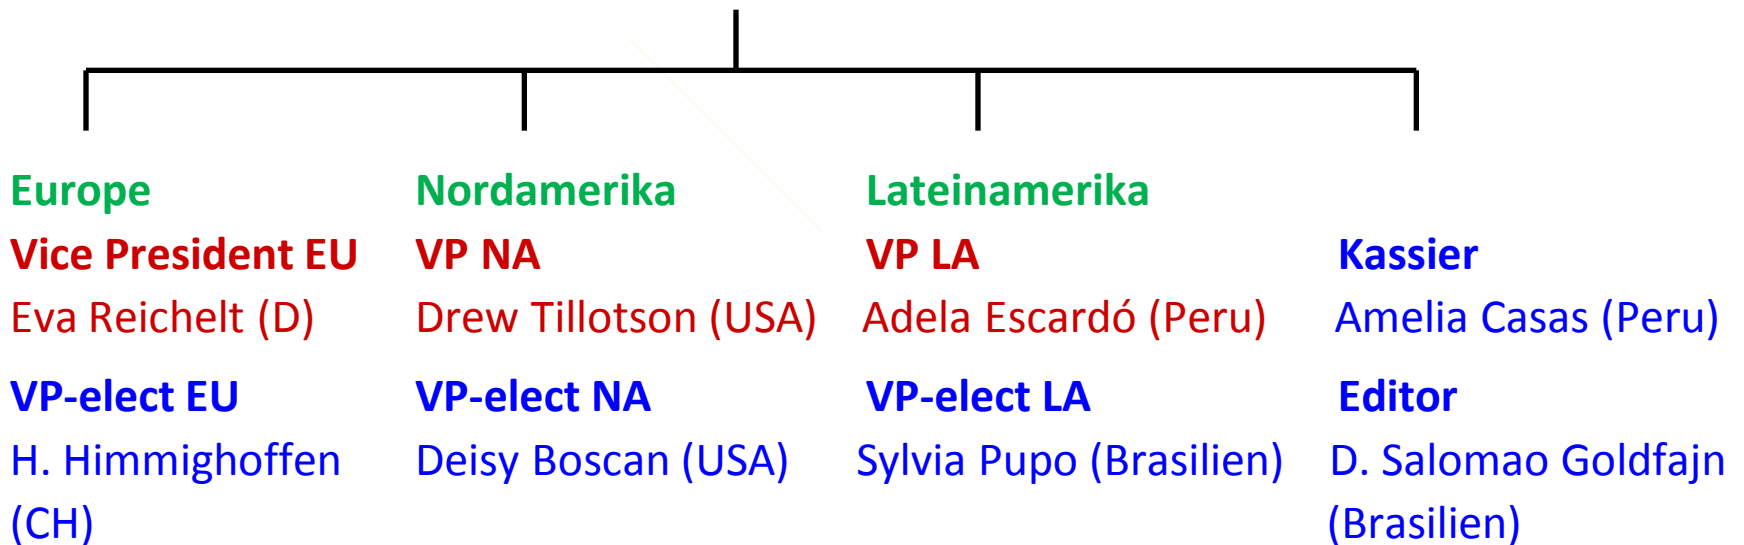 Europe
Vice President EU
Eva Reichelt (D)
VP-elect EU
H. Himmighoffen
(CH)
Nordamerika
VP NA
Drew Tillotson (USA)
VP-elect NA
Deisy Boscan (USA)
Lateinamerika
VP LA
Adela Escardó (Peru)
VP-elect LA
Sylvia Pupo (Brasilien)
Kassier
Amelia Casas (Peru)
Editor
D. Salomao Goldfajn
(Brasilien)